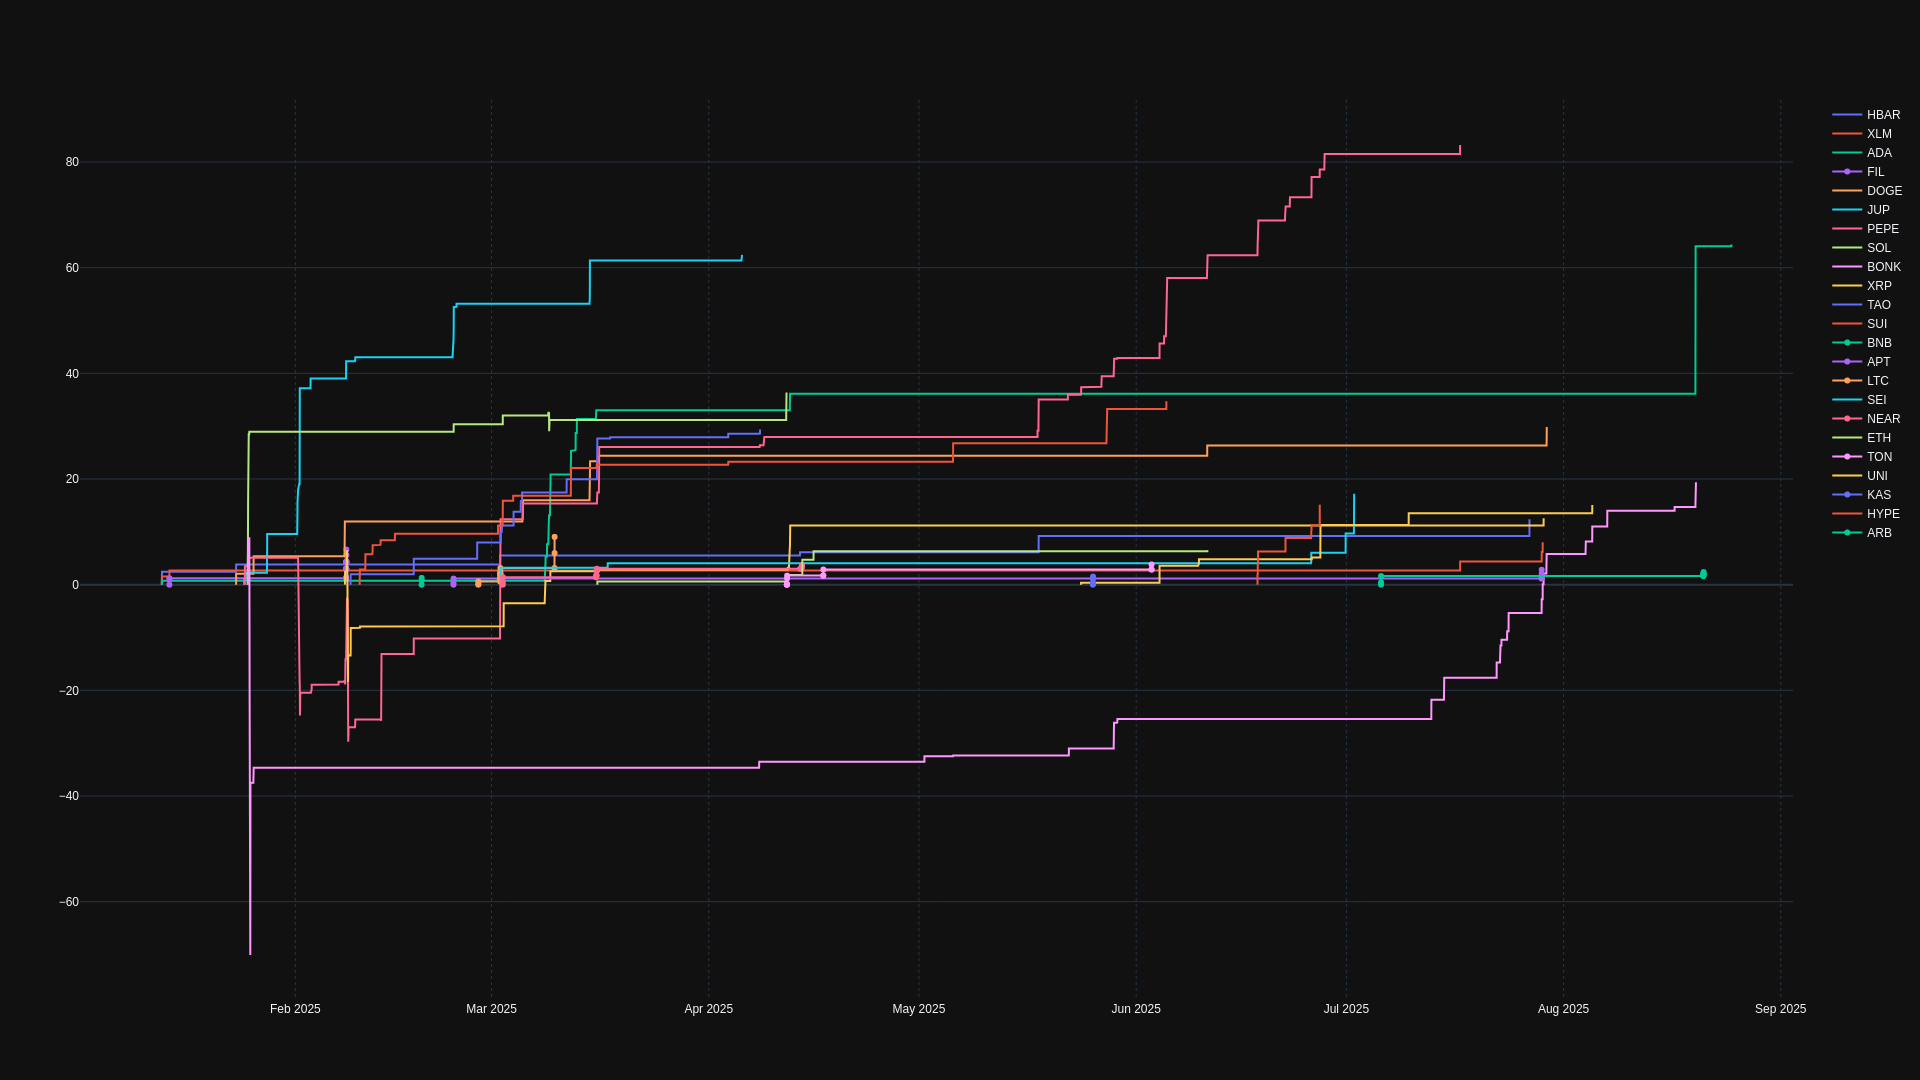 80
60
40
20
0
−20
−40
−60
Feb 2025
Mar 2025
Apr 2025
May 2025
Jun 2025
Jul 2025
Aug 2025
Sep 2025
HBAR
XLM
ADA
FIL
DOGE
JUP
PEPE
SOL
BONK
XRP
TAO
SUI
BNB
APT
LTC
SEI
NEAR
ETH
TON
UNI
KAS
HYPE
ARB